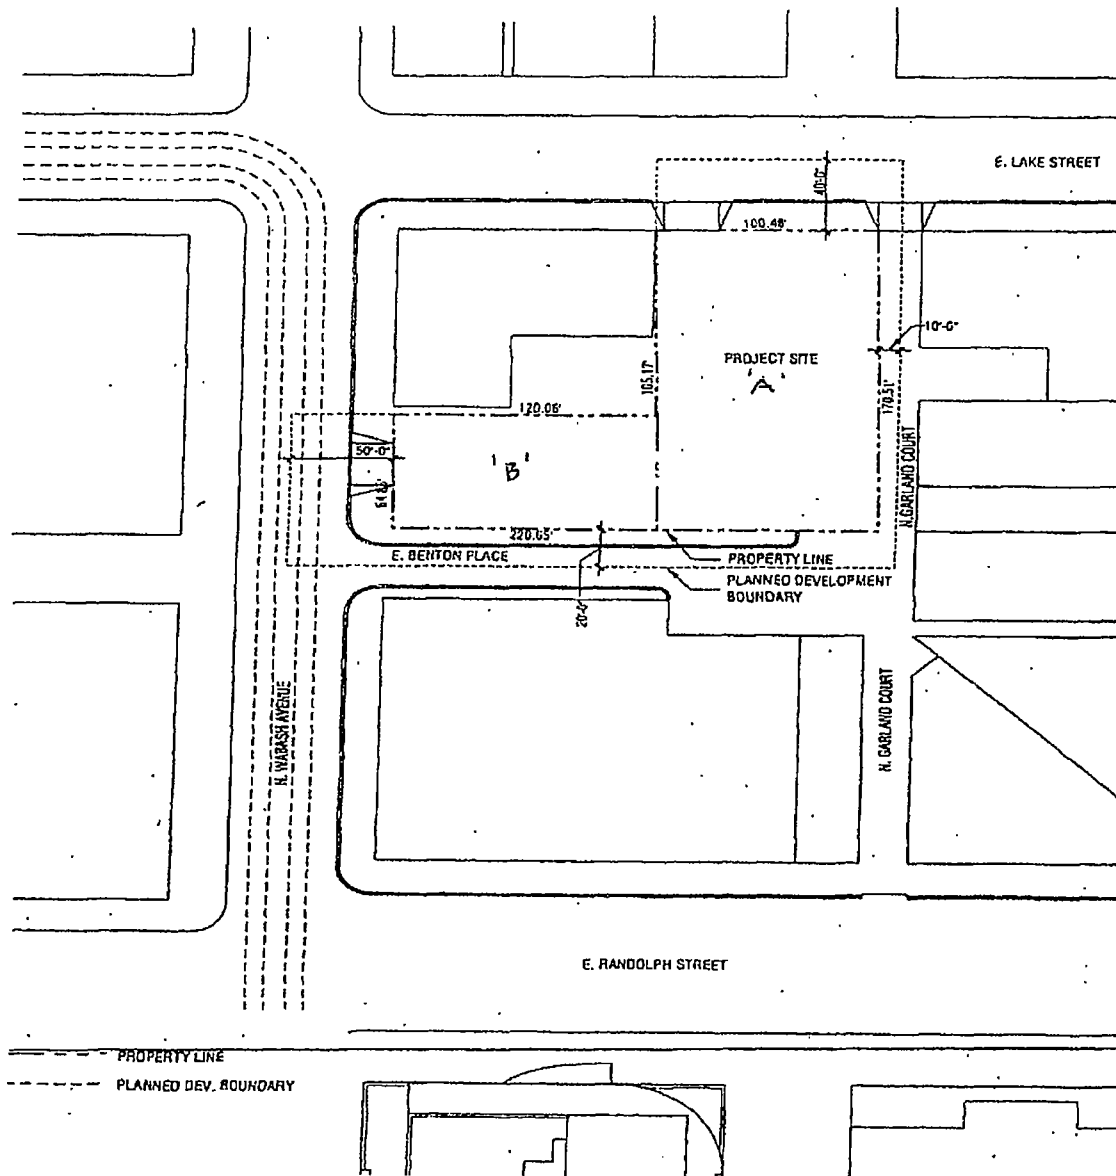 E. LAKE STREET
40'-0"
100.48'
10'-0"
PROJECT SITE
'A'
105.17'
170.51'
120.06'
N. GARLAND COURT
50'-0"
'B'
220.65'
E. BENTON PLACE
PROPERTY LINE
PLANNED DEVELOPMENT
BOUNDARY
20'-0"
N. WABASH AVENUE
N. GARLAND COURT
E. RANDOLPH STREET
PROPERTY LINE
PLANNED DEV. BOUNDARY